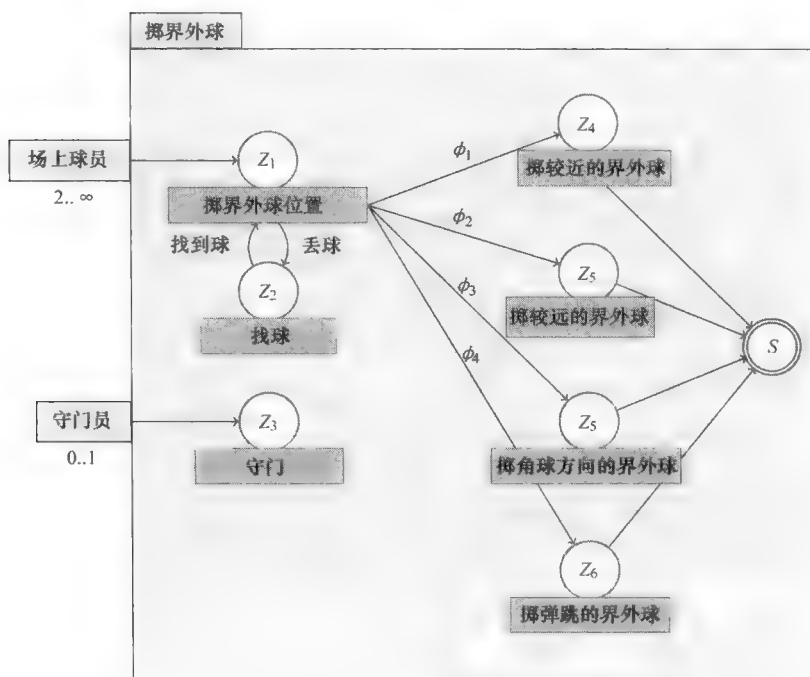 掷界外球
场上球员
2.. ∞
Z1
掷界外球位置
找到球
丢球
Z2
找球
守门员
0..1
Z3
守门
ϕ1
ϕ2
ϕ3
ϕ4
Z4
掷较近的界外球
Z5
掷较远的界外球
Z5
掷角球方向的界外球
Z6
掷弹跳的界外球
S